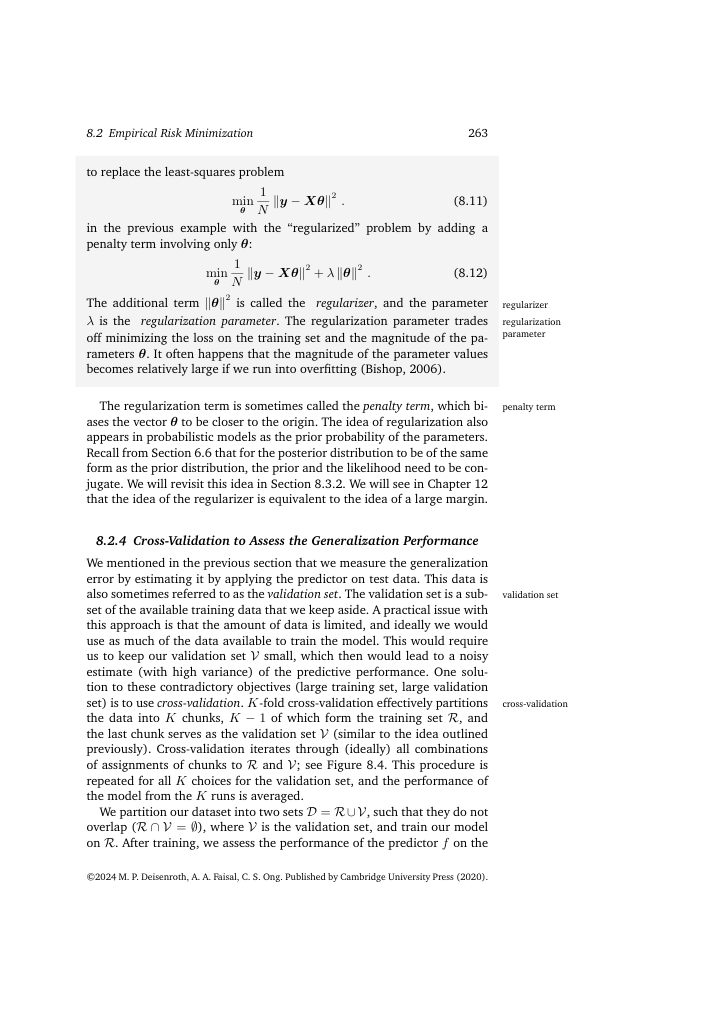 8.2 Empirical Risk Minimization 263
to replace the least-squares problem
min_θ 1/N ‖y − Xθ‖² . (8.11)
in the previous example with the “regularized” problem by adding a
penalty term involving only θ:
min_θ 1/N ‖y − Xθ‖² + λ ‖θ‖² . (8.12)
The additional term ‖θ‖² is called the regularizer, and the parameter
regularizer
λ is the regularization parameter. The regularization parameter trades
regularization
parameter
off minimizing the loss on the training set and the magnitude of the pa-
rameters θ. It often happens that the magnitude of the parameter values
becomes relatively large if we run into overfitting (Bishop, 2006).
The regularization term is sometimes called the penalty term, which bi-
penalty term
ases the vector θ to be closer to the origin. The idea of regularization also
appears in probabilistic models as the prior probability of the parameters.
Recall from Section 6.6 that for the posterior distribution to be of the same
form as the prior distribution, the prior and the likelihood need to be con-
jugate. We will revisit this idea in Section 8.3.2. We will see in Chapter 12
that the idea of the regularizer is equivalent to the idea of a large margin.
8.2.4 Cross-Validation to Assess the Generalization Performance
We mentioned in the previous section that we measure the generalization
error by estimating it by applying the predictor on test data. This data is
also sometimes referred to as the validation set. The validation set is a sub-
validation set
set of the available training data that we keep aside. A practical issue with
this approach is that the amount of data is limited, and ideally we would
use as much of the data available to train the model. This would require
us to keep our validation set 𝒱 small, which then would lead to a noisy
estimate (with high variance) of the predictive performance. One solu-
tion to these contradictory objectives (large training set, large validation
set) is to use cross-validation. K-fold cross-validation effectively partitions
cross-validation
the data into K chunks, K − 1 of which form the training set ℛ, and
the last chunk serves as the validation set 𝒱 (similar to the idea outlined
previously). Cross-validation iterates through (ideally) all combinations
of assignments of chunks to ℛ and 𝒱; see Figure 8.4. This procedure is
repeated for all K choices for the validation set, and the performance of
the model from the K runs is averaged.
We partition our dataset into two sets 𝒟 = ℛ ∪ 𝒱, such that they do not
overlap (ℛ ∩ 𝒱 = ∅), where 𝒱 is the validation set, and train our model
on ℛ. After training, we assess the performance of the predictor f on the
©2024 M. P. Deisenroth, A. A. Faisal, C. S. Ong. Published by Cambridge University Press (2020).